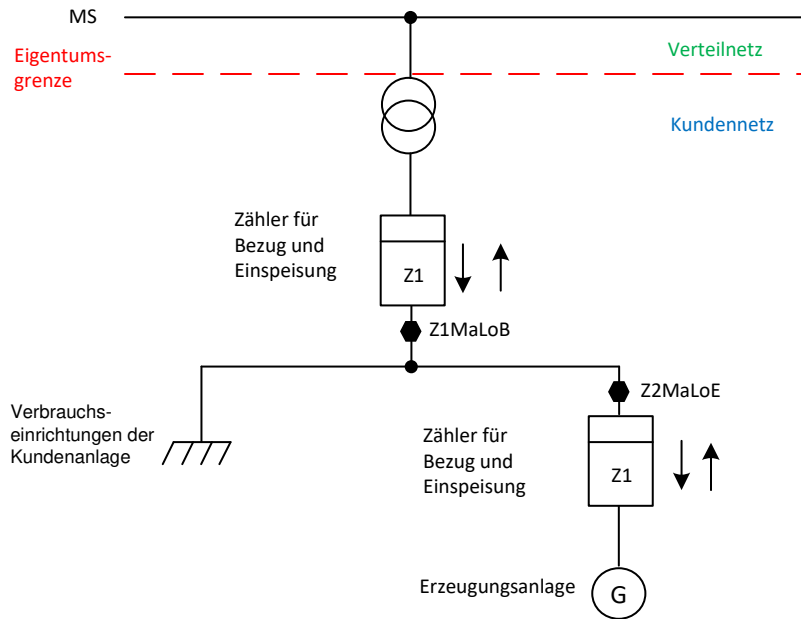 MS
Eigentums-
grenze
Verteilnetz
Kundennetz
Zähler für
Bezug und
Einspeisung
Z1
Z1MaLoB
Z2MaLoE
Verbrauchs-
einrichtungen der
Kundenanlage
Zähler für
Bezug und
Einspeisung
Z1
Erzeugungsanlage
G